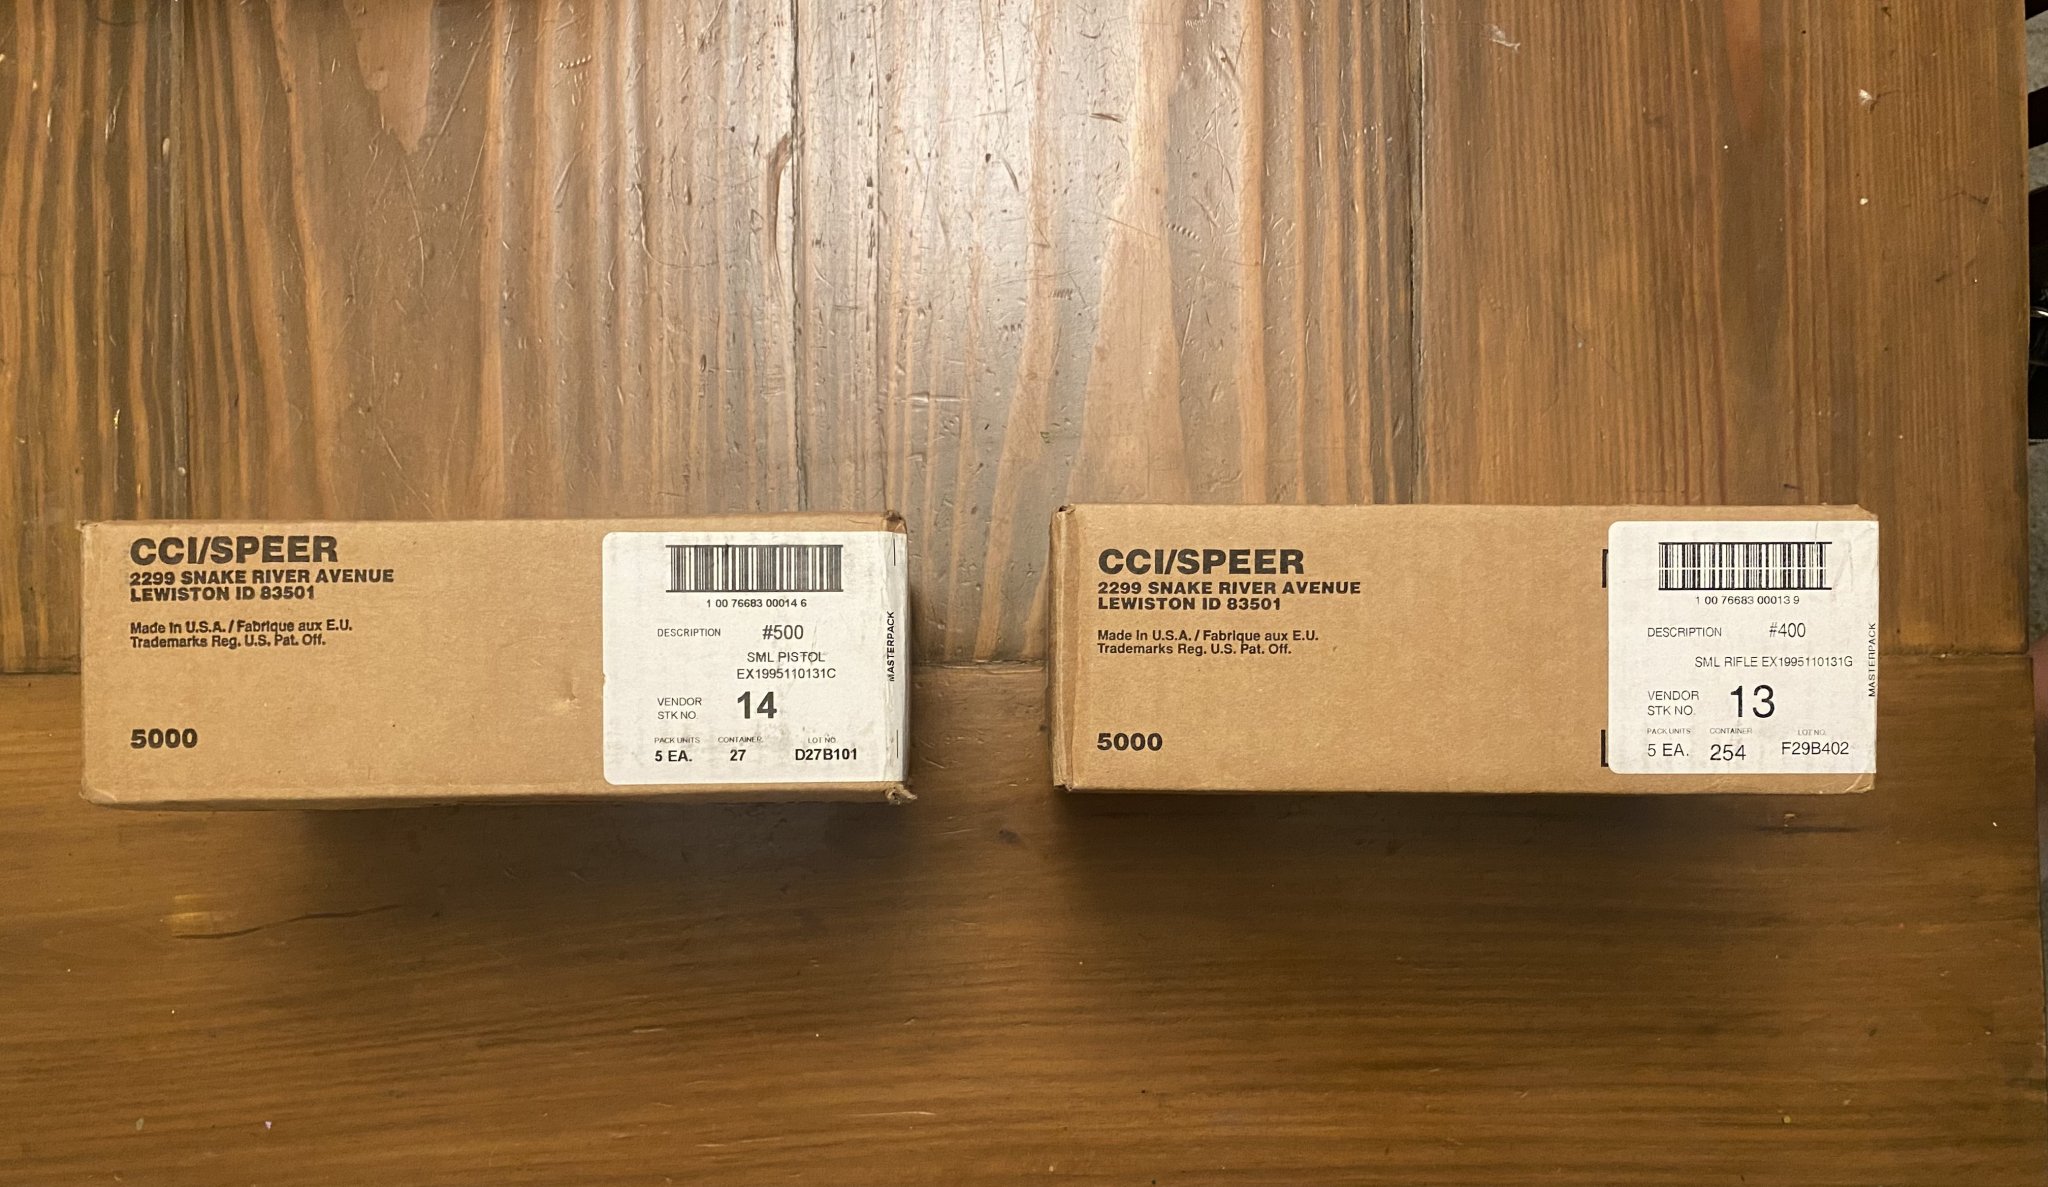 CCI/SPEER
2299 SNAKE RIVER AVENUE
LEWISTON ID 83501
Made In U.S.A. / Fabrique aux E.U.
Trademarks Reg. U.S. Pat. Off.
5000
1 00 76683 00014 6
DESCRIPTION #500
SML PISTOL
EX1995110131C
VENDOR
STK NO. 14
PACK UNITS CONTAINER LOT NO.
5 EA. 27 D27B101
MASTERPACK
CCI/SPEER
2299 SNAKE RIVER AVENUE
LEWISTON ID 83501
Made In U.S.A. / Fabrique aux E.U.
Trademarks Reg. U.S. Pat. Off.
5000
1 00 76683 00013 9
DESCRIPTION #400
SML RIFLE EX1995110131G
VENDOR
STK NO. 13
PACK UNITS CONTAINER LOT NO.
5 EA. 254 F29B402
MASTERPACK